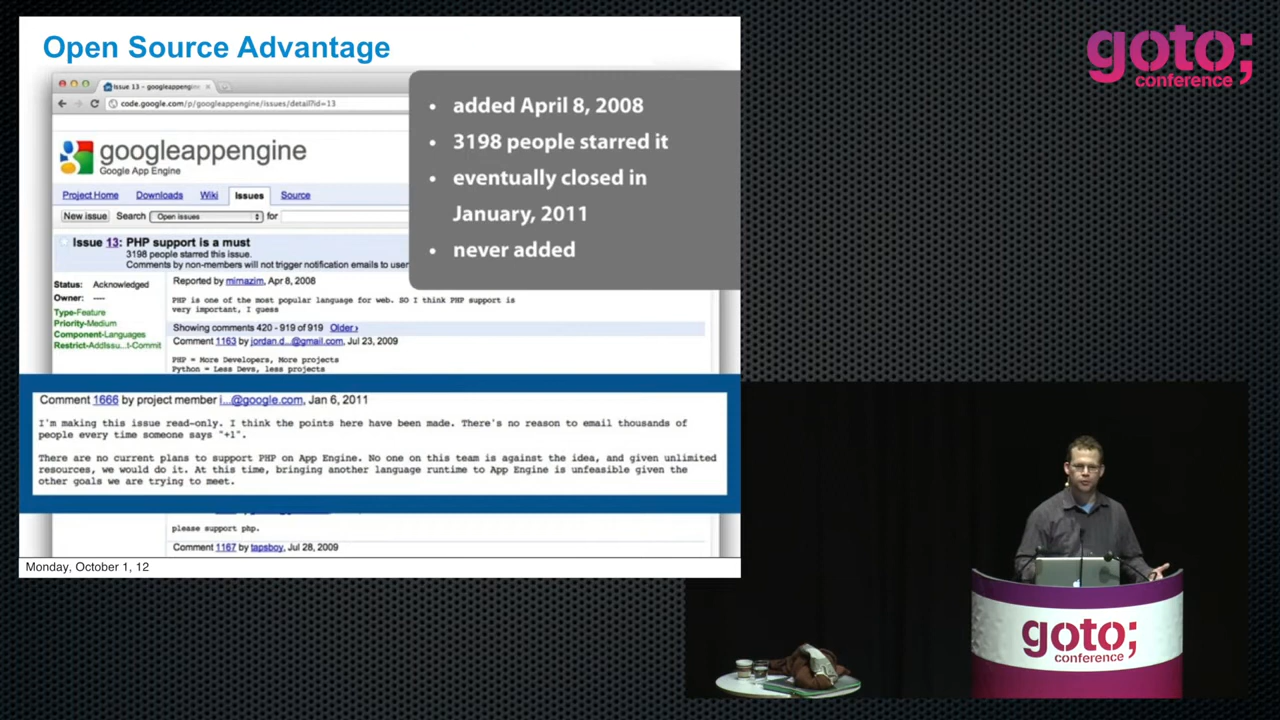 Open Source Advantage
Issue 13 - googleappengin
code.google.com/p/googleappengine/issues/detail?id=13
googleappengine
Google App Engine
Project Home Downloads Wiki Issues Source
New issue Search Open issues for
Issue 13: PHP support is a must
3198 people starred this issue.
Comments by non-members will not trigger notification emails to user
Status: Acknowledged
Owner: ----
Type-Feature
Priority-Medium
Component-Languages
Restrict-AddIssu...t-Commit
Reported by mimazim, Apr 8, 2008
PHP is one of the most popular language for web. SO I think PHP support is
very important, I guess
Showing comments 420 - 919 of 919 Older ›
Comment 1163 by jordan.d...@gmail.com, Jul 23, 2009
PHP = More Developers, More projects
Python = Less Devs, less projects
• added April 8, 2008
• 3198 people starred it
• eventually closed in
January, 2011
• never added
Comment 1666 by project member i...@google.com, Jan 6, 2011
I'm making this issue read-only. I think the points here have been made. There's no reason to email thousands of
people every time someone says "+1".
There are no current plans to support PHP on App Engine. No one on this team is against the idea, and given unlimited
resources, we would do it. At this time, bringing another language runtime to App Engine is unfeasible given the
other goals we are trying to meet.
please support php.
Comment 1167 by tapsboy, Jul 28, 2009
Monday, October 1, 12
goto;
conference
goto;
conference